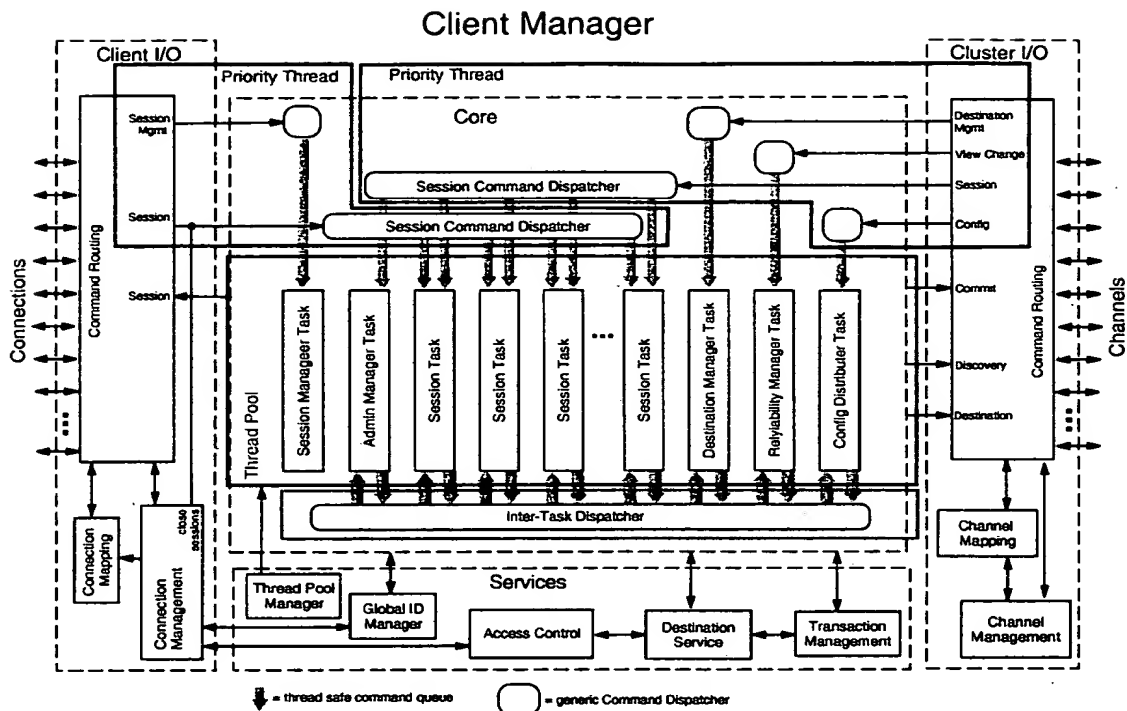 Client Manager
Client I/O
Cluster I/O
Priority Thread
Priority Thread
Core
Session
Mgmt
Destination
Mgmt
View Change
Session Command Dispatcher
Session
Session
Session Command Dispatcher
Config
Connections
Command Routing
Session
Thread Pool
Session Manageer Task
Admin Manager Task
Session Task
Session Task
Session Task
...
Session Task
Destination Manager Task
Relyiability Manager Task
Config Distributer Task
Commit
Discovery
Destination
Command Routing
Channels
...
...
Inter-Task Dispatcher
close
sessions
Connection
Mapping
Connection
Management
Services
Thread Pool
Manager
Global ID
Manager
Access Control
Destination
Service
Transaction
Management
Channel
Mapping
Channel
Management
= thread safe command queue
= generic Command Dispatcher